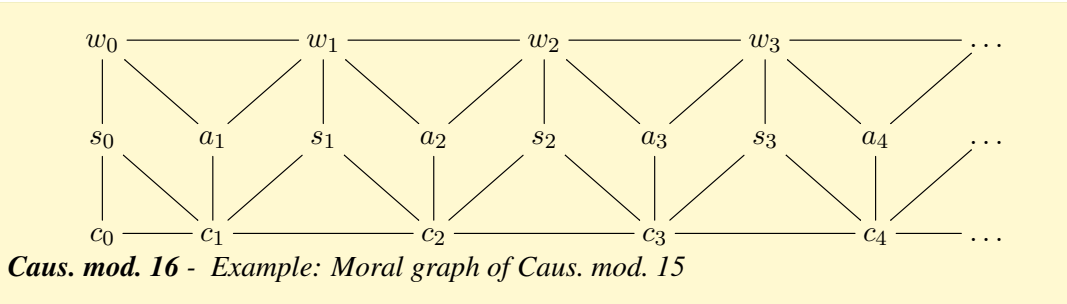 w₀ w₁ w₂ w₃ ...
s₀ a₁ s₁ a₂ s₂ a₃ s₃ a₄ ...
c₀ c₁ c₂ c₃ c₄ ...
Caus. mod. 16 - Example: Moral graph of Caus. mod. 15